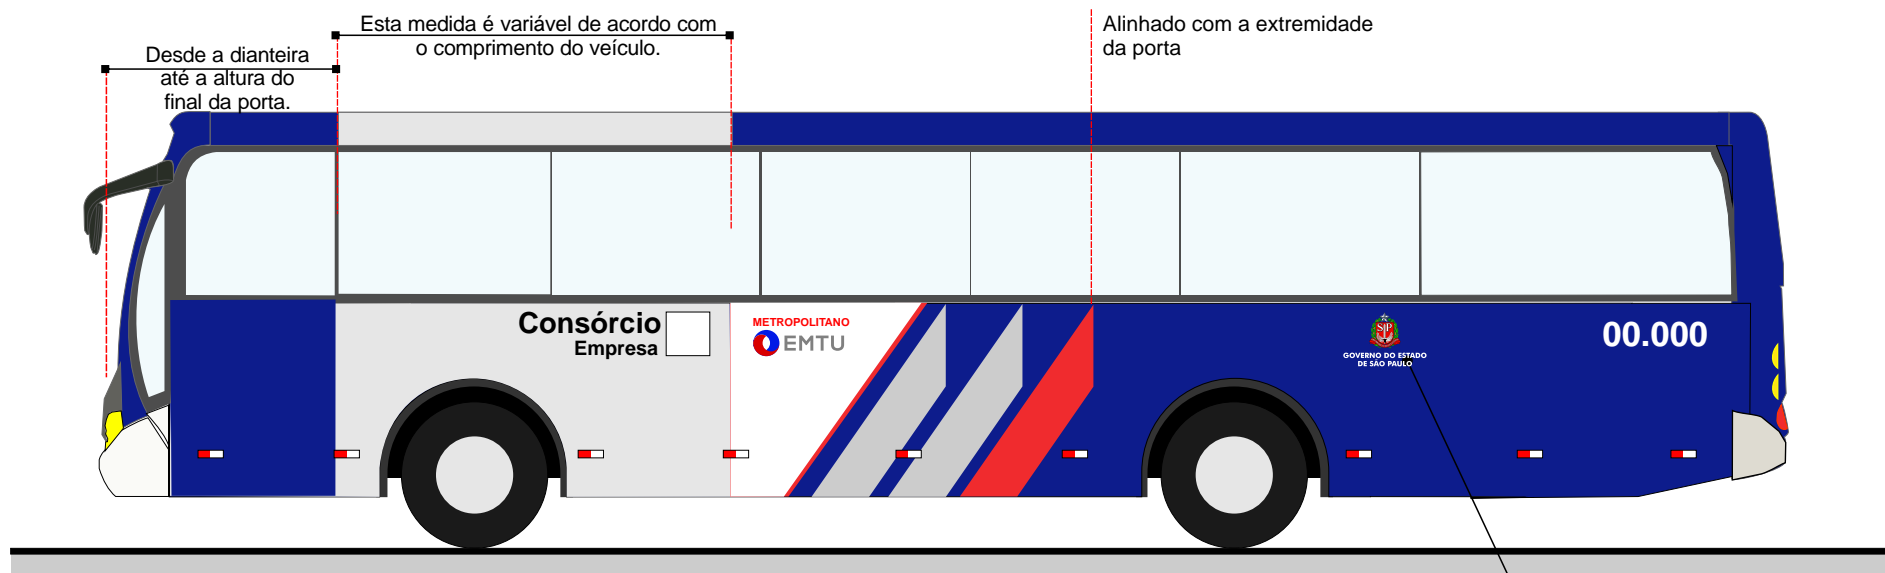 Esta medida é variável de acordo com
o comprimento do veículo.
Alinhado com a extremidade
da porta
Desde a dianteira
até a altura do
final da porta.
Consórcio
Empresa
METROPOLITANO
EMTU
SP
GOVERNO DO ESTADO
DE SÃO PAULO
00.000